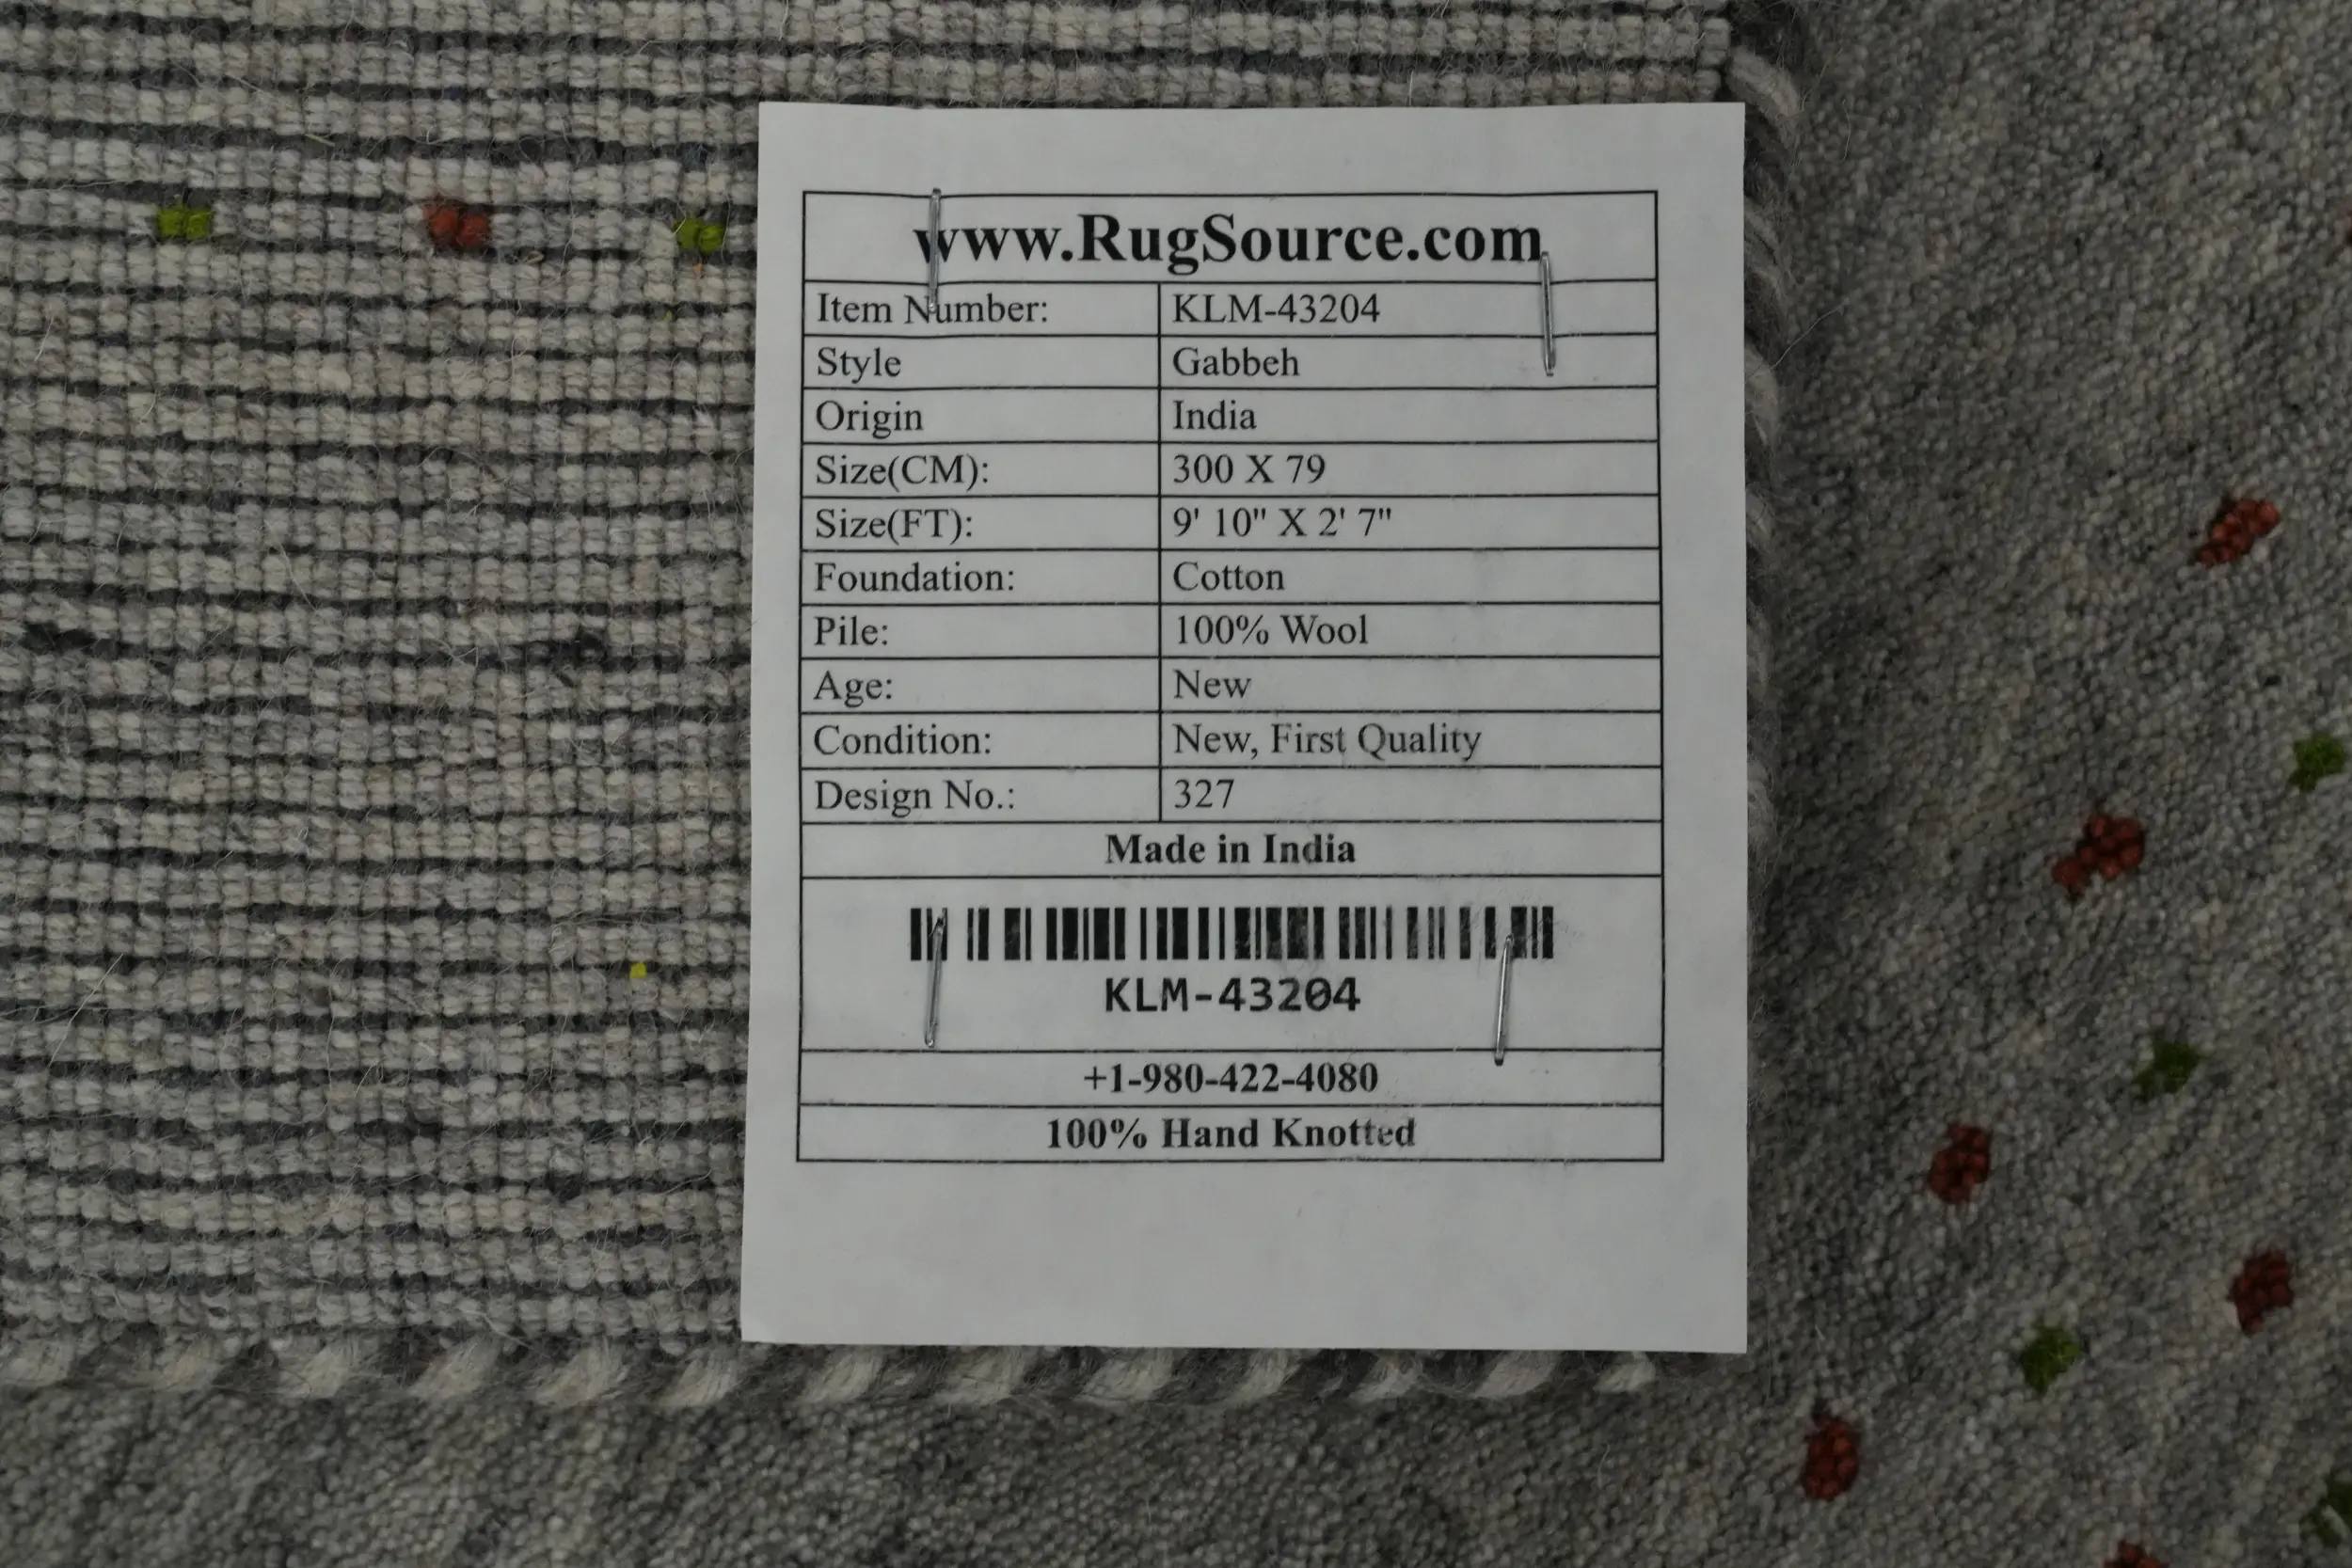 www.RugSource.com
Item Number: KLM-43204
Style Gabbeh
Origin India
Size(CM): 300 X 79
Size(FT): 9' 10" X 2' 7"
Foundation: Cotton
Pile: 100% Wool
Age: New
Condition: New, First Quality
Design No.: 327
Made in India
KLM-43204
+1-980-422-4080
100% Hand Knotted